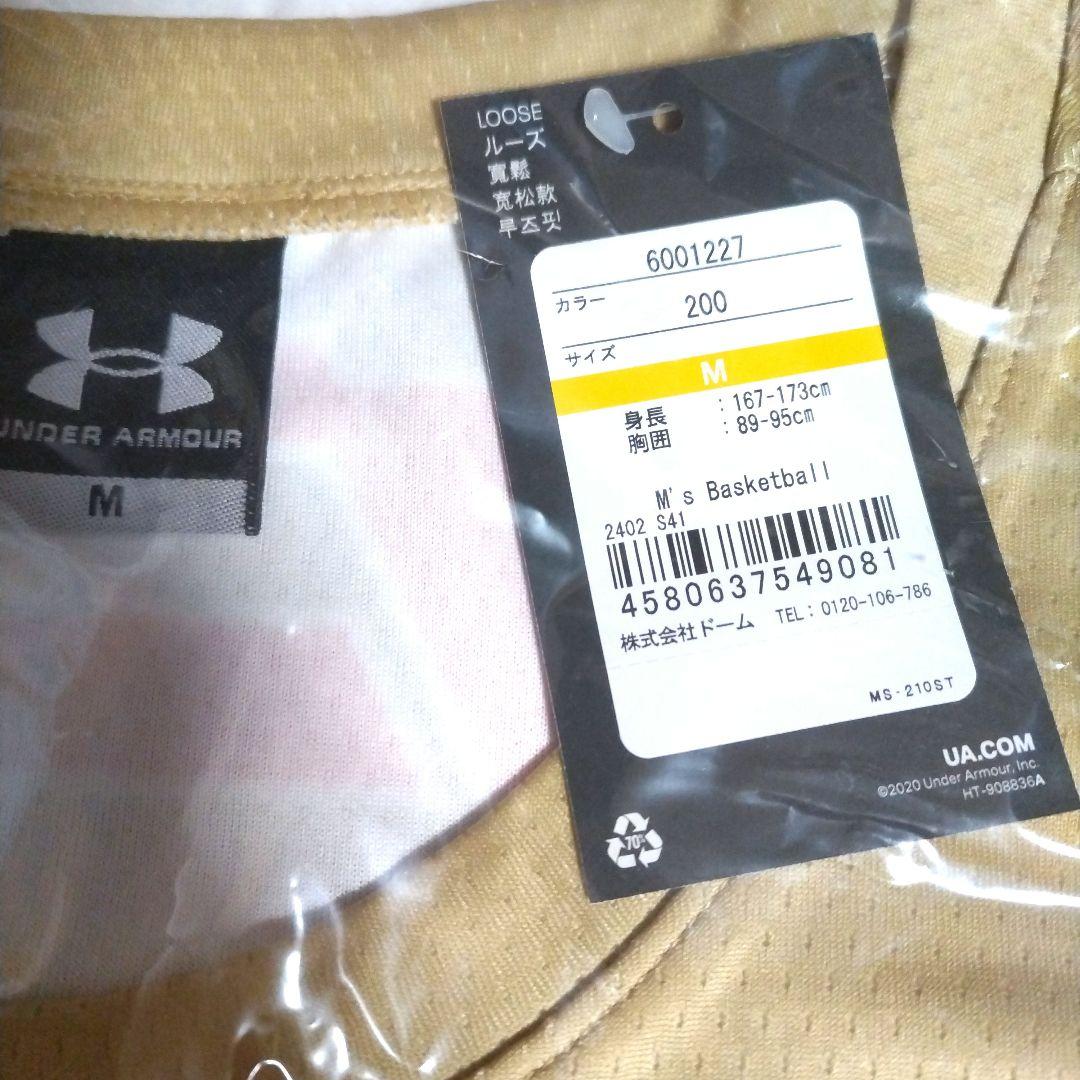 UNDER ARMOUR
M
LOOSE
ルーズ
寬鬆
宽松款
루즈핏
6001227
カラー 200
サイズ
M
身長 : 167-173cm
胸囲 : 89-95cm
M's Basketball
2402 S41
4580637549081
株式会社ドーム TEL: 0120-106-786
MS-210ST
UA.COM
©2020 Under Armour, Inc.
HT-908836A
70%